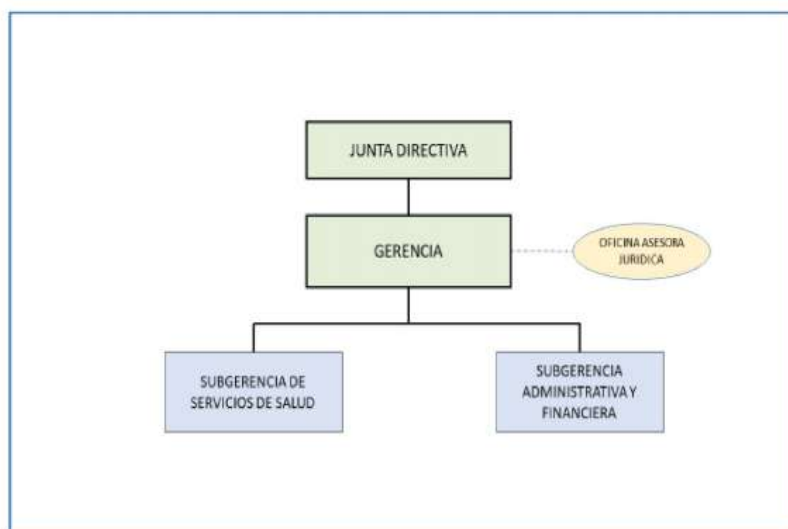 JUNTA DIRECTIVA
GERENCIA
OFICINA ASESORA
JURIDICA
SUBGERENCIA DE
SERVICIOS DE SALUD
SUBGERENCIA
ADMINISTRATIVA Y
FINANCIERA